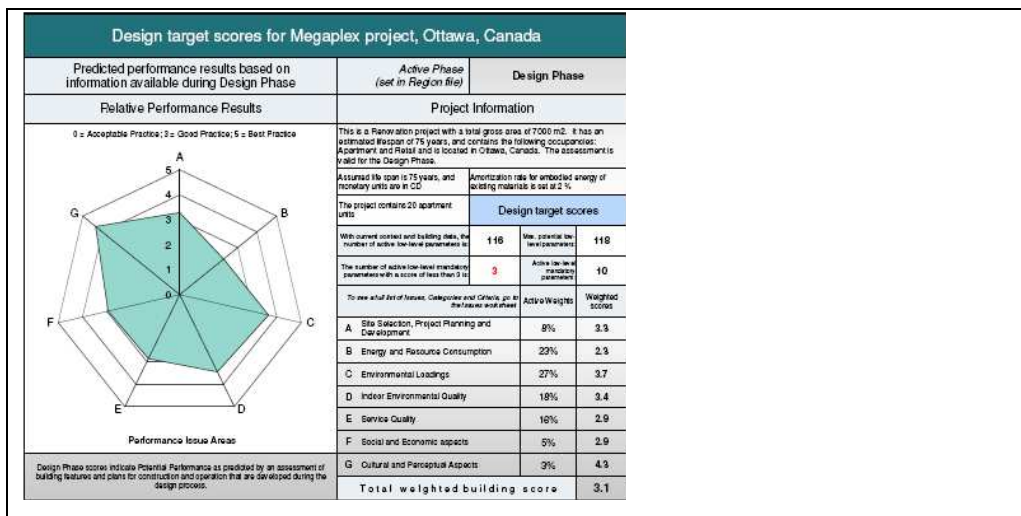 Design target scores for Megaplex project, Ottawa, Canada
Predicted performance results based on
information available during Design Phase
Active Phase
(set in Region file)
Design Phase
Relative Performance Results
Project Information
0 = Acceptable Practice; 3 = Good Practice; 5 = Best Practice
A
5
4
3
2
1
0
B
C
D
E
F
G
Performance Issue Areas
Design Phase scores indicate Potential Performance as predicted by an assessment of
building features and plans for construction and operation that are developed during the
design process.
This is a Renovation project with a total gross area of 7000 m2. It has an
estimated lifespan of 75 years, and contains the following occupancies:
Apartment and Retail and is located in Ottawa, Canada. The assessment is
valid for the Design Phase.
Assumed life span is 75 years, and
monetary units are in CD
Amortization rate for embodied energy of
existing materials is set at 2 %
The project contains 20 apartment
units
Design target scores
With current context and building data, the
number of active low-level parameters is:
116
Max. potential low-
level parameters:
118
The number of active low-level mandatory
parameters with a score of less than 3 is:
3
Active low-level
mandatory
parameters:
10
To see a full list of Issues, Categories and Criteria, go to
the Issues worksheet
Active Weights
Weighted
scores
A Site Selection, Project Planning and
Development
8%
3.3
B Energy and Resource Consumption 23% 2.3
C Environmental Loadings 27% 3.7
D Indoor Environmental Quality 18% 3.4
E Service Quality 16% 2.9
F Social and Economic aspects 5% 2.9
G Cultural and Perceptual Aspects 3% 4.3
Total weighted building score 3.1